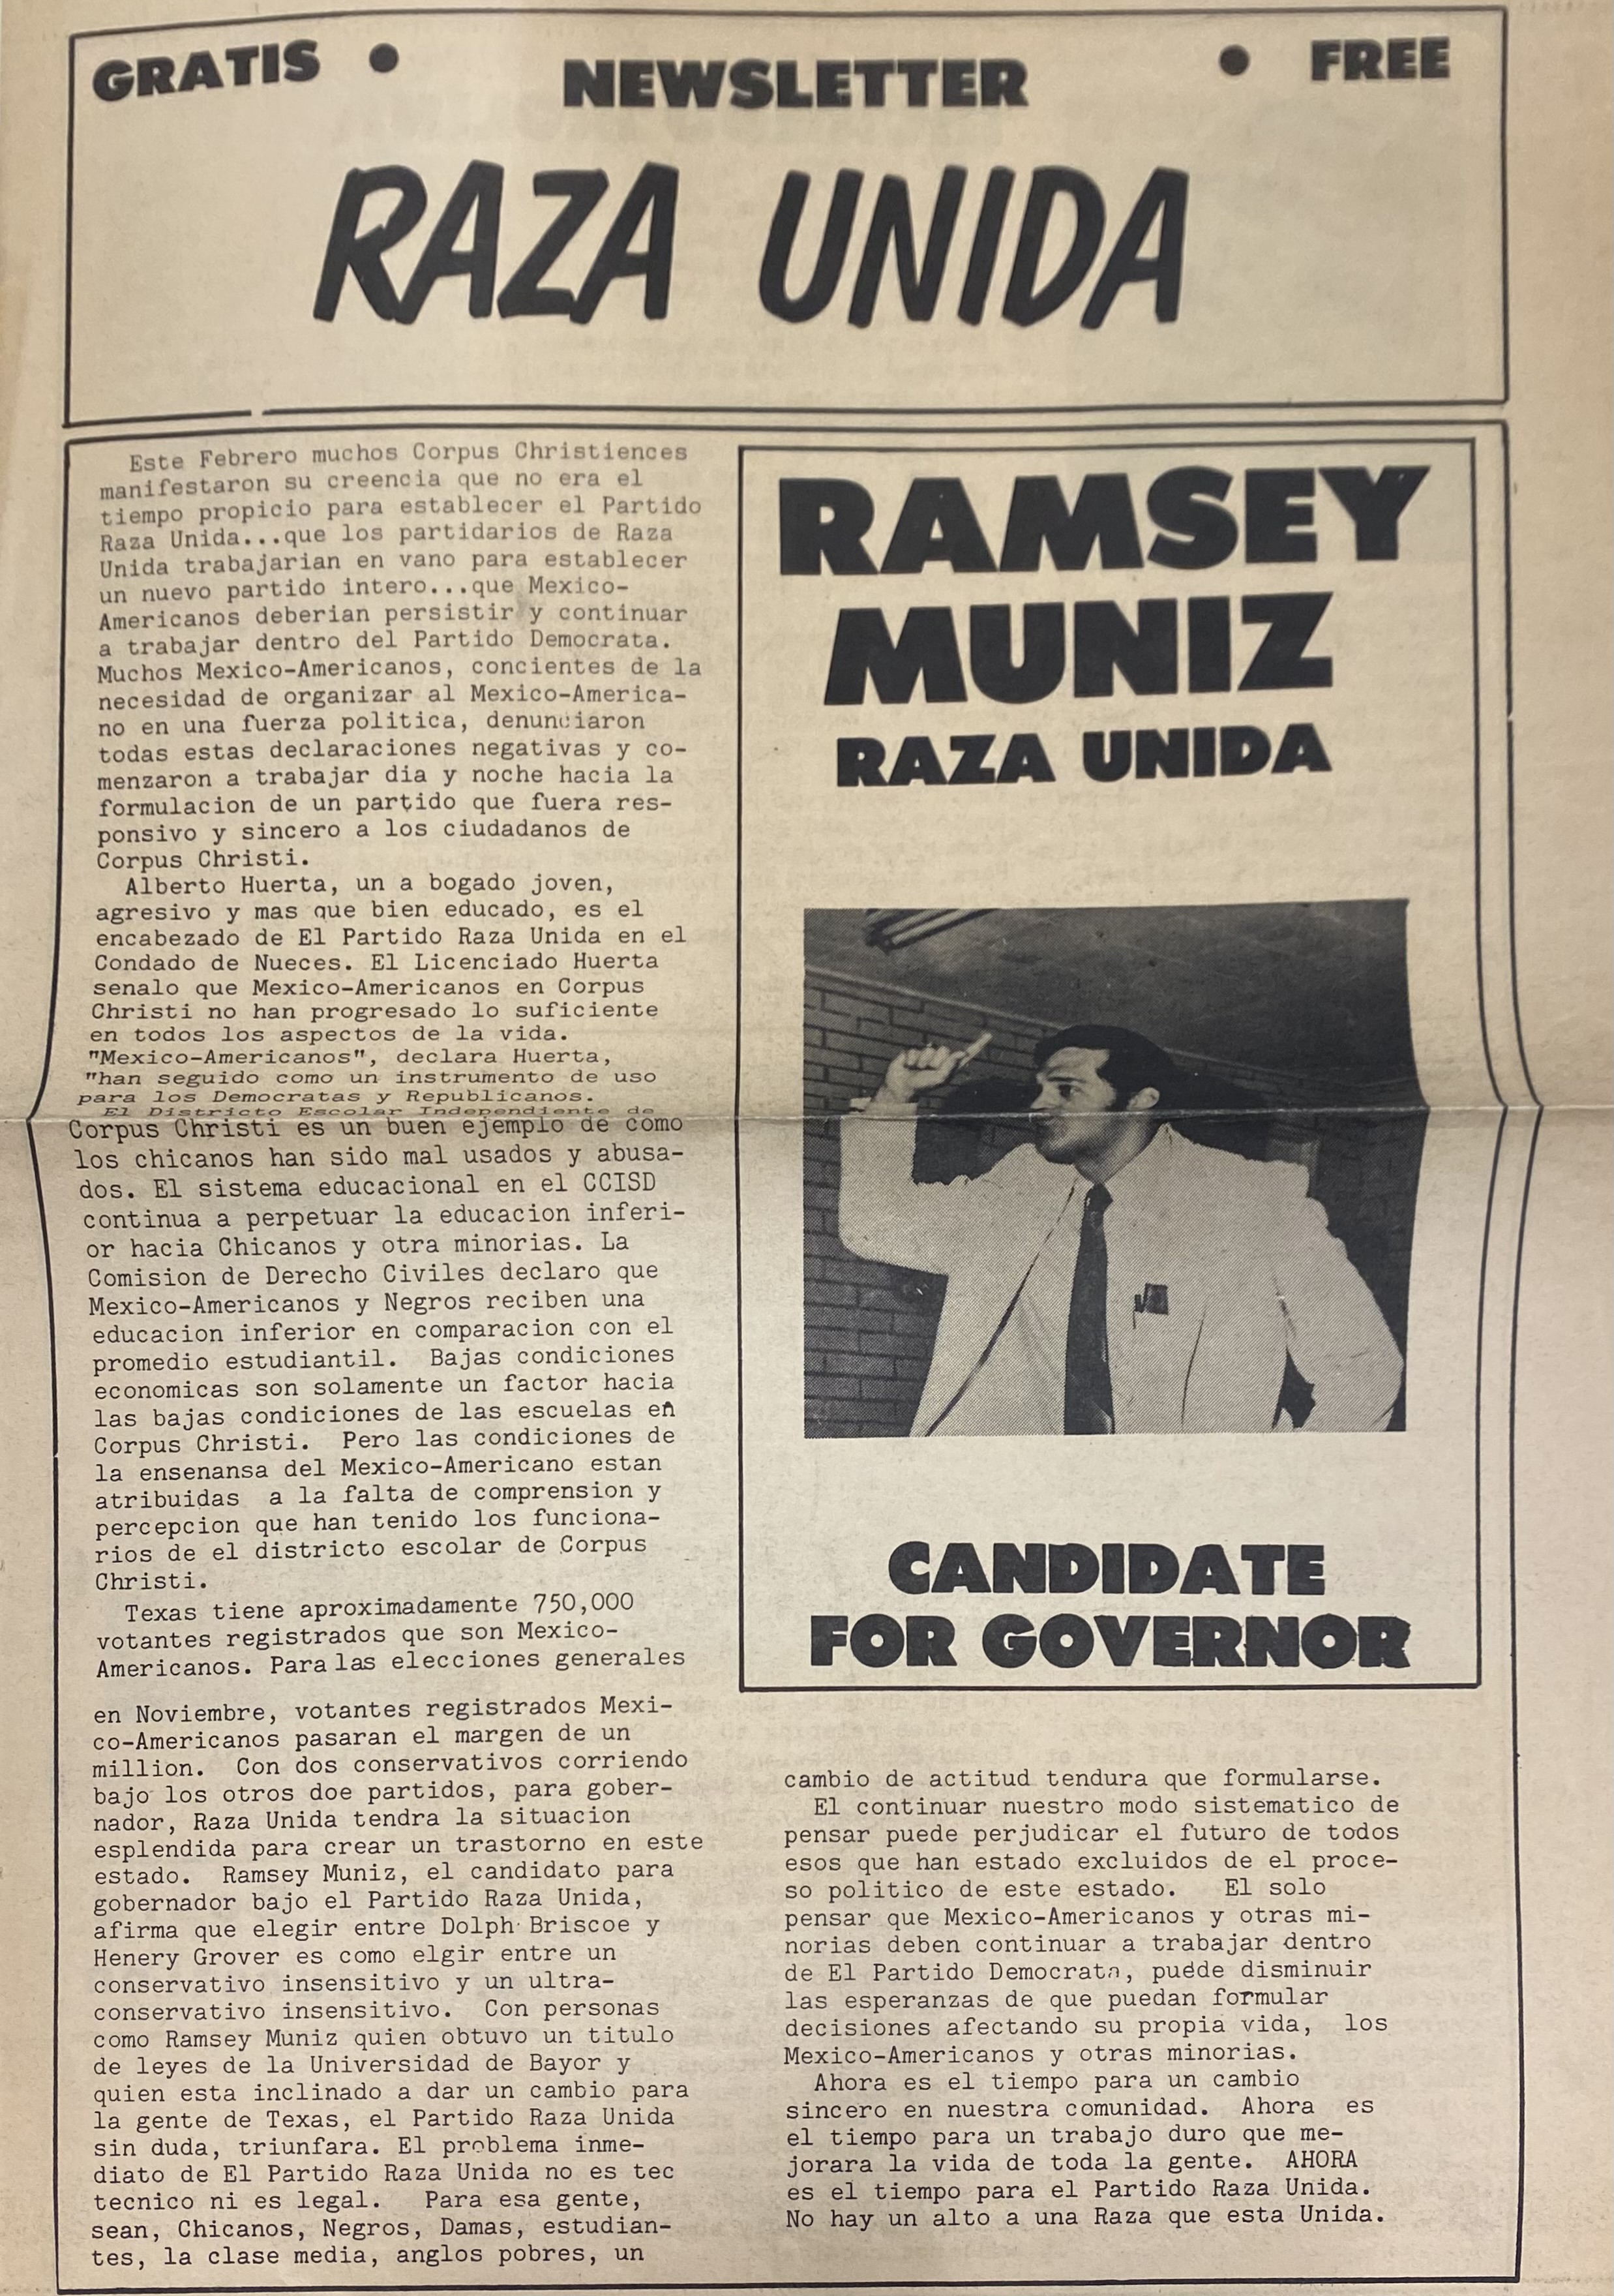 GRATIS • NEWSLETTER • FREE
RAZA UNIDA
Este Febrero muchos Corpus Christiences
manifestaron su creencia que no era el
tiempo propicio para establecer el Partido
Raza Unida...que los partidarios de Raza
Unida trabajarian en vano para establecer
un nuevo partido intero...que Mexico-
Americanos deberian persistir y continuar
a trabajar dentro del Partido Democrata.
Muchos Mexico-Americanos, concientes de la
necesidad de organizar al Mexico-America-
no en una fuerza politica, denunciaron
todas estas declaraciones negativas y co-
menzaron a trabajar dia y noche hacia la
formulacion de un partido que fuera res-
ponsivo y sincero a los ciudadanos de
Corpus Christi.
Alberto Huerta, un a bogado joven,
agresivo y mas que bien educado, es el
encabezado de El Partido Raza Unida en el
Condado de Nueces. El Licenciado Huerta
senalo que Mexico-Americanos en Corpus
Christi no han progresado lo suficiente
en todos los aspectos de la vida.
"Mexico-Americanos", declara Huerta,
"han seguido como un instrumento de uso
para los Democratas y Republicanos.
El Districto Escolar Independiente de
Corpus Christi es un buen ejemplo de como
los chicanos han sido mal usados y abusa-
dos. El sistema educacional en el CCISD
continua a perpetuar la educacion inferi-
or hacia Chicanos y otra minorias. La
Comision de Derecho Civiles declaro que
Mexico-Americanos y Negros reciben una
educacion inferior en comparacion con el
promedio estudiantil. Bajas condiciones
economicas son solamente un factor hacia
las bajas condiciones de las escuelas en
Corpus Christi. Pero las condiciones de
la ensenansa del Mexico-Americano estan
atribuidas a la falta de comprension y
percepcion que han tenido los funciona-
rios de el districto escolar de Corpus
Christi.
Texas tiene aproximadamente 750,000
votantes registrados que son Mexico-
Americanos. Para las elecciones generales
en Noviembre, votantes registrados Mexi-
co-Americanos pasaran el margen de un
million. Con dos conservativos corriendo
bajo los otros doe partidos, para gober-
nador, Raza Unida tendra la situacion
esplendida para crear un trastorno en este
estado. Ramsey Muniz, el candidato para
gobernador bajo el Partido Raza Unida,
afirma que elegir entre Dolph Briscoe y
Henery Grover es como elgir entre un
conservativo insensitivo y un ultra-
conservativo insensitivo. Con personas
como Ramsey Muniz quien obtuvo un titulo
de leyes de la Universidad de Bayor y
quien esta inclinado a dar un cambio para
la gente de Texas, el Partido Raza Unida
sin duda, triunfara. El problema inme-
diato de El Partido Raza Unida no es tec
tecnico ni es legal. Para esa gente,
sean, Chicanos, Negros, Damas, estudian-
tes, la clase media, anglos pobres, un
RAMSEY
MUNIZ
RAZA UNIDA
CANDIDATE
FOR GOVERNOR
cambio de actitud tendura que formularse.
El continuar nuestro modo sistematico de
pensar puede perjudicar el futuro de todos
esos que han estado excluidos de el proce-
so politico de este estado. El solo
pensar que Mexico-Americanos y otras mi-
norias deben continuar a trabajar dentro
de El Partido Democrata, puede disminuir
las esperanzas de que puedan formular
decisiones afectando su propia vida, los
Mexico-Americanos y otras minorias.
Ahora es el tiempo para un cambio
sincero en nuestra comunidad. Ahora es
el tiempo para un trabajo duro que me-
jorara la vida de toda la gente. AHORA
es el tiempo para el Partido Raza Unida.
No hay un alto a una Raza que esta Unida.